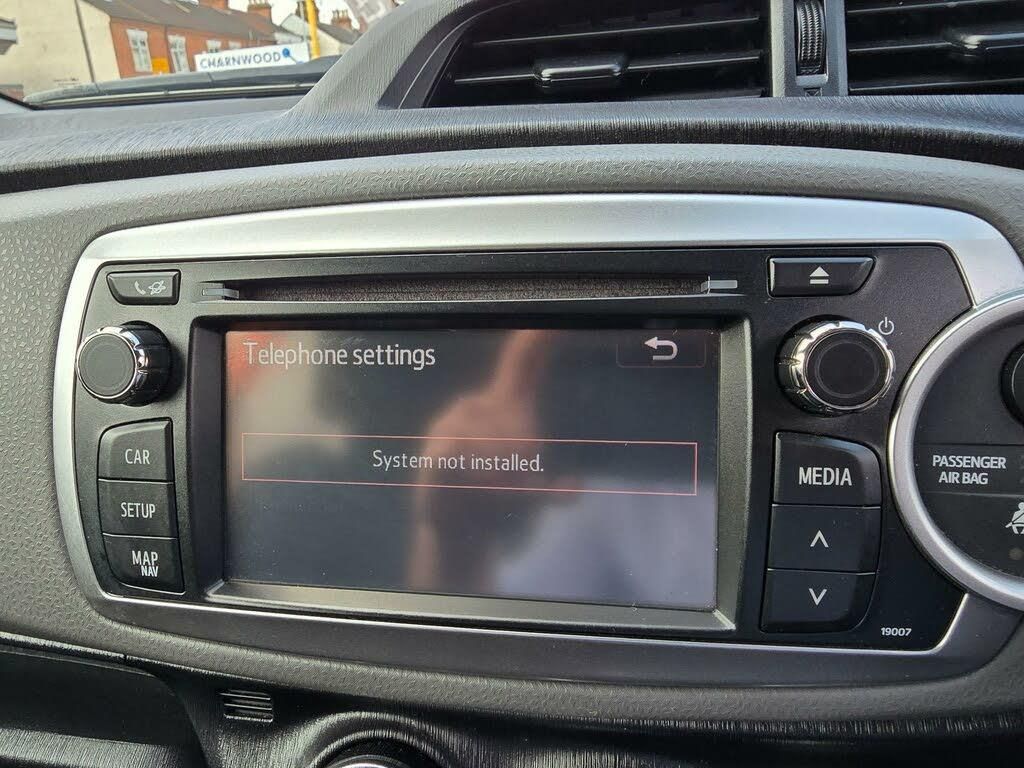 CHARNWOOD
Telephone settings
System not installed.
CAR
SETUP
MAP
NAV
MEDIA
19007
PASSENGER
AIR BAG